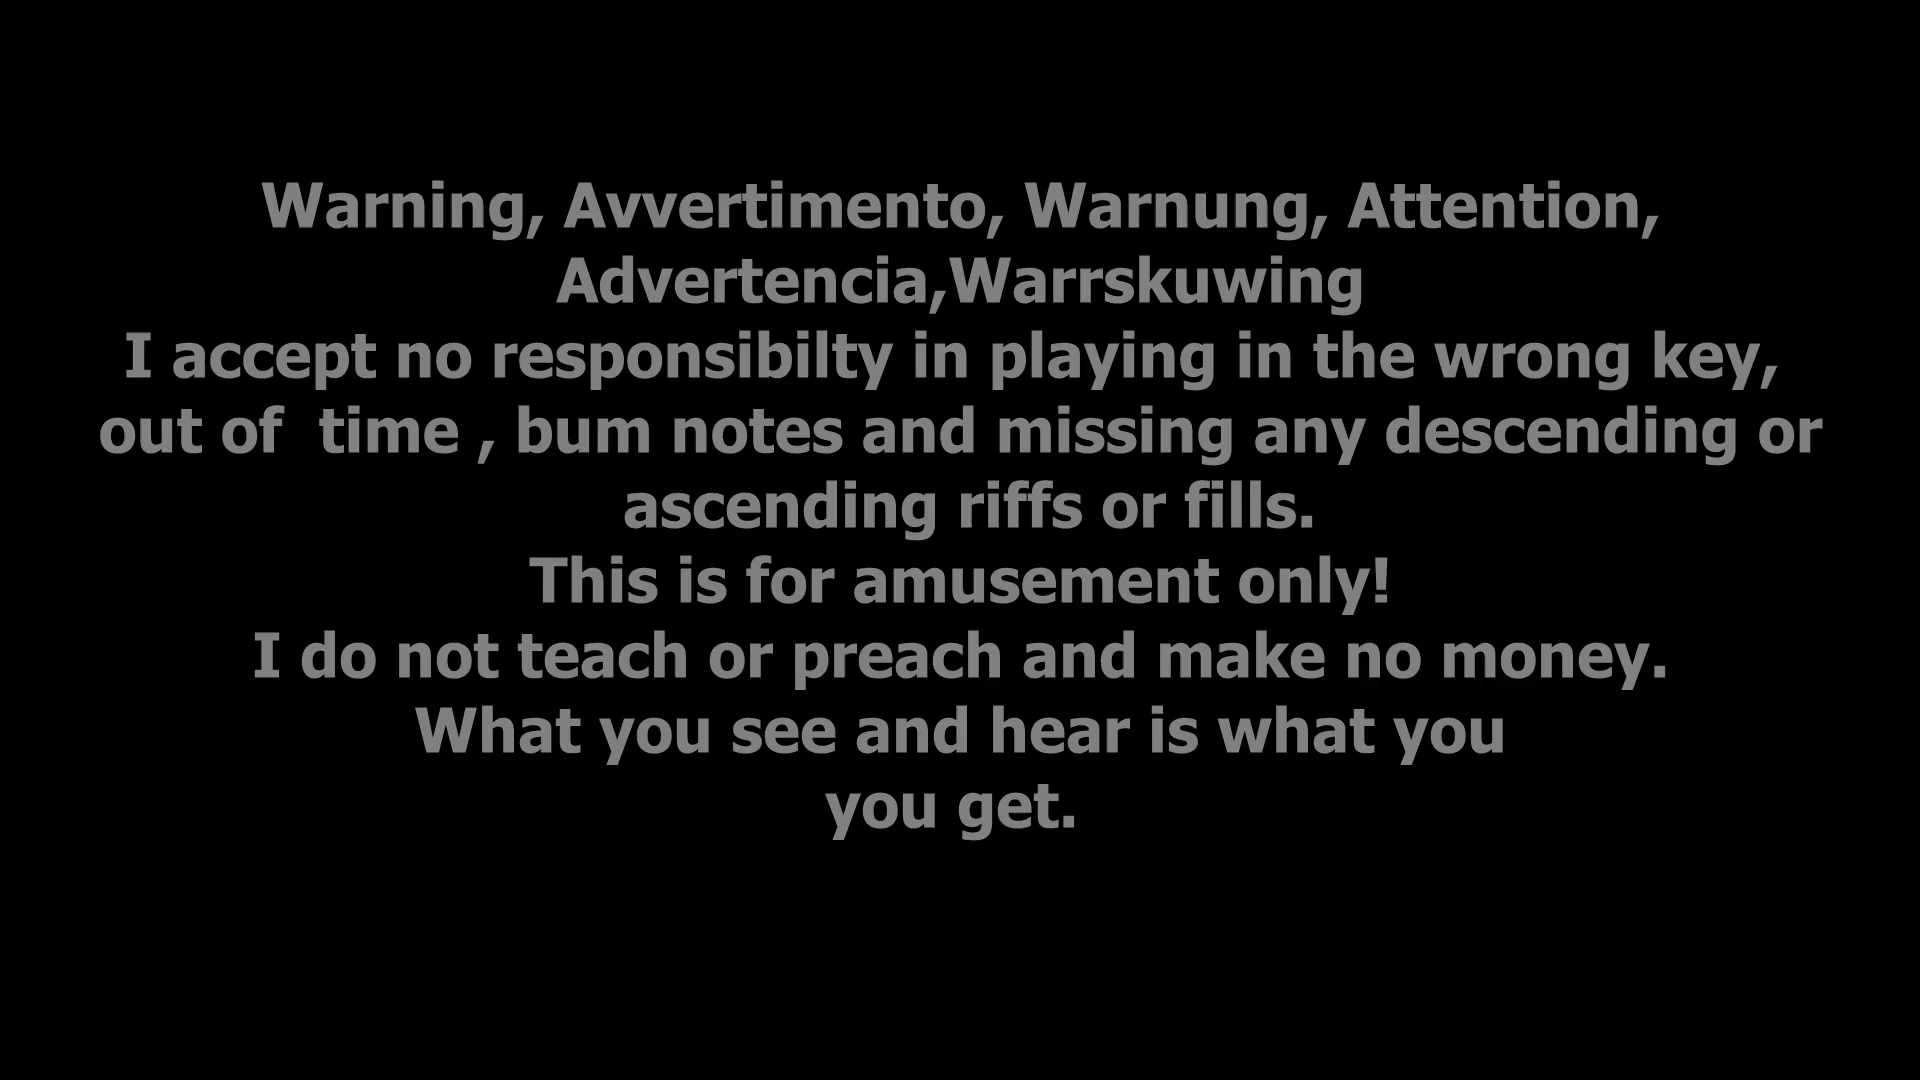 Warning, Avvertimento, Warnung, Attention,
Advertencia,Warrskuwing
I accept no responsibilty in playing in the wrong key,
out of  time , bum notes and missing any descending or
ascending riffs or fills.
This is for amusement only!
I do not teach or preach and make no money.
What you see and hear is what you
you get.